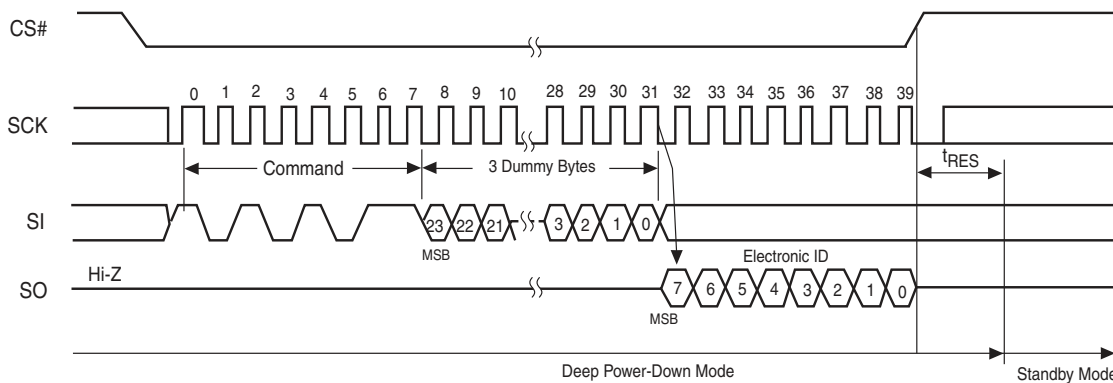 CS#
0 1 2 3 4 5 6 7 8 9 10 28 29 30 31 32 33 34 35 36 37 38 39
SCK
Command
3 Dummy Bytes
tRES
SI
23 22 21 3 2 1 0
MSB
Electronic ID
Hi-Z
SO
7 6 5 4 3 2 1 0
MSB
Deep Power-Down Mode
Standby Mode